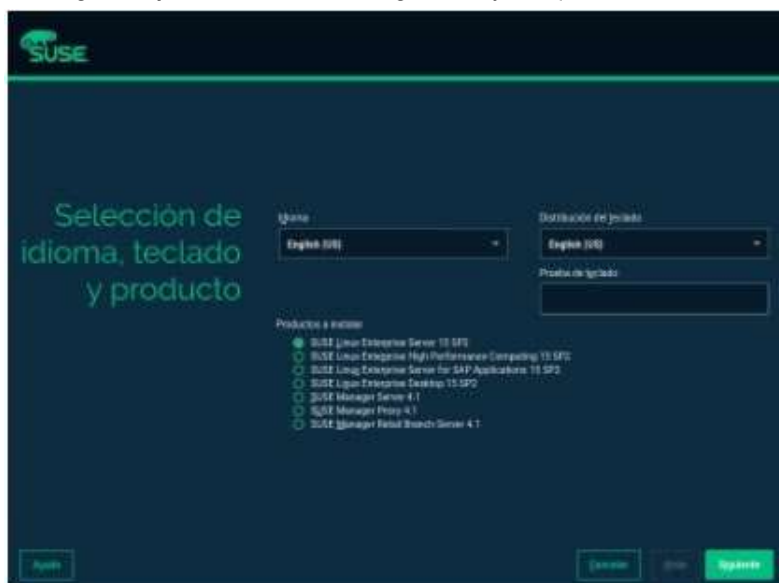 SUSE
Selección de
idioma, teclado
y producto
Idioma
English (US)
Distribución del teclado
English (US)
Prueba de teclado
Productos a instalar
SUSE Linux Enterprise Server 15 SP2
SUSE Linux Enterprise High Performance Computing 15 SP2
SUSE Linux Enterprise Server for SAP Applications 15 SP2
SUSE Linux Enterprise Desktop 15 SP2
SUSE Manager Server 4.1
SUSE Manager Proxy 4.1
SUSE Manager Retail Branch Server 4.1
Ayuda
Cancelar
Siguiente